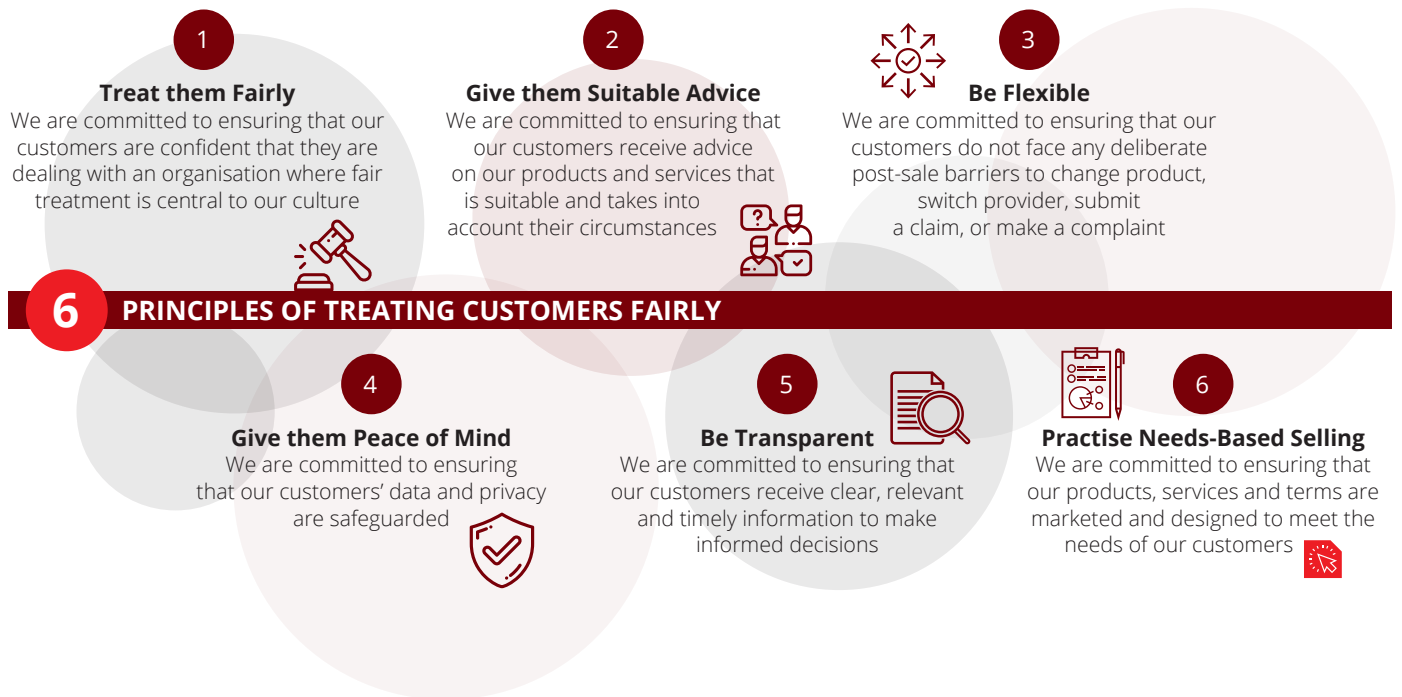 1
Treat them Fairly
We are committed to ensuring that our
customers are confident that they are
dealing with an organisation where fair
treatment is central to our culture
2
Give them Suitable Advice
We are committed to ensuring that
our customers receive advice
on our products and services that
is suitable and takes into
account their circumstances
?
3
Be Flexible
We are committed to ensuring that our
customers do not face any deliberate
post-sale barriers to change product,
switch provider, submit
a claim, or make a complaint
6
PRINCIPLES OF TREATING CUSTOMERS FAIRLY
4
Give them Peace of Mind
We are committed to ensuring
that our customers’ data and privacy
are safeguarded
5
Be Transparent
We are committed to ensuring that
our customers receive clear, relevant
and timely information to make
informed decisions
6
Practise Needs-Based Selling
We are committed to ensuring that
our products, services and terms are
marketed and designed to meet the
needs of our customers